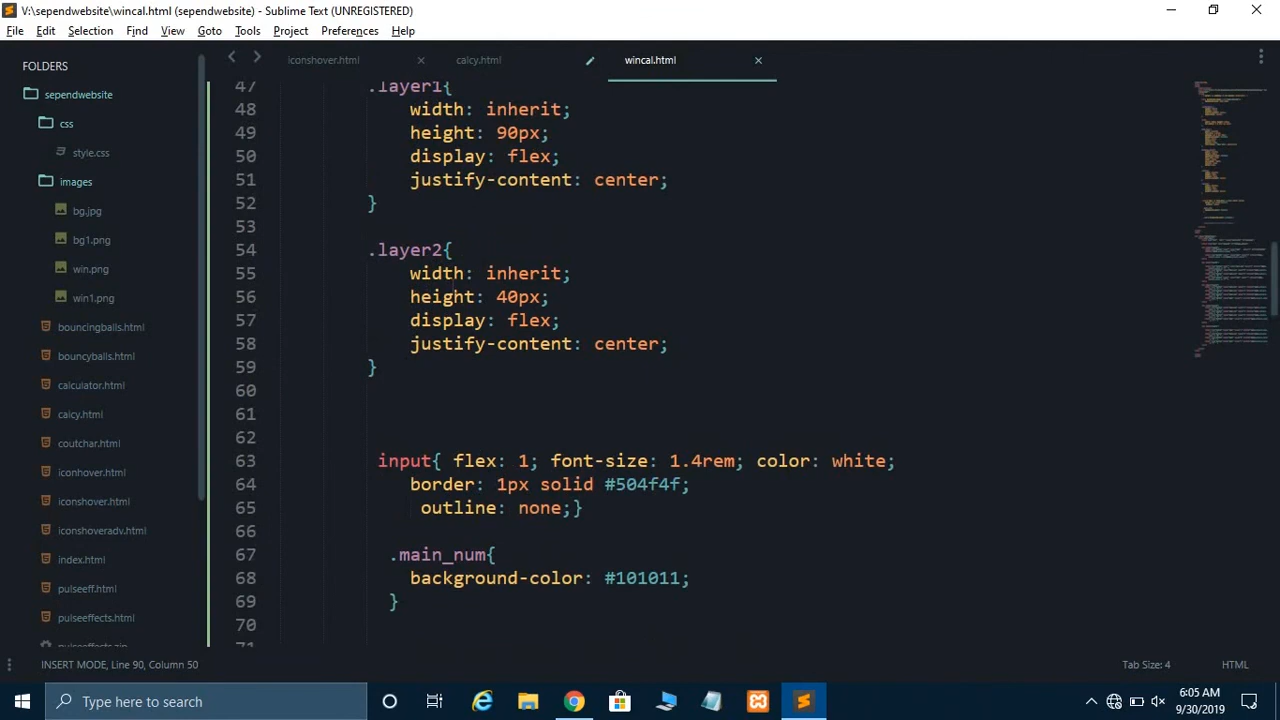 V:\sependwebsite\wincal.html (sependwebsite) - Sublime Text (UNREGISTERED)
File Edit Selection Find View Goto Tools Project Preferences Help
FOLDERS
sependwebsite
css
style.css
images
bg.jpg
bg1.png
win.png
win1.png
bouncingballs.html
bouncyballs.html
calculator.html
calcy.html
coutchar.html
iconhover.html
iconshover.html
iconshoveradv.html
index.html
pulseeff.html
pulseeffects.html
pulseeffects.zip
iconshover.html calcy.html wincal.html
47 .layer1{
48 width: inherit;
49 height: 90px;
50 display: flex;
51 justify-content: center;
52 }
53
54 .layer2{
55 width: inherit;
56 height: 40px;
57 display: flex;
58 justify-content: center;
59 }
60
61
62
63 input{ flex: 1; font-size: 1.4rem; color: white;
64 border: 1px solid #504f4f;
65 outline: none;}
66
67 .main_num{
68 background-color: #101011;
69 }
70
71
INSERT MODE, Line 90, Column 50 Tab Size: 4 HTML
Type here to search
6:05 AM
9/30/2019